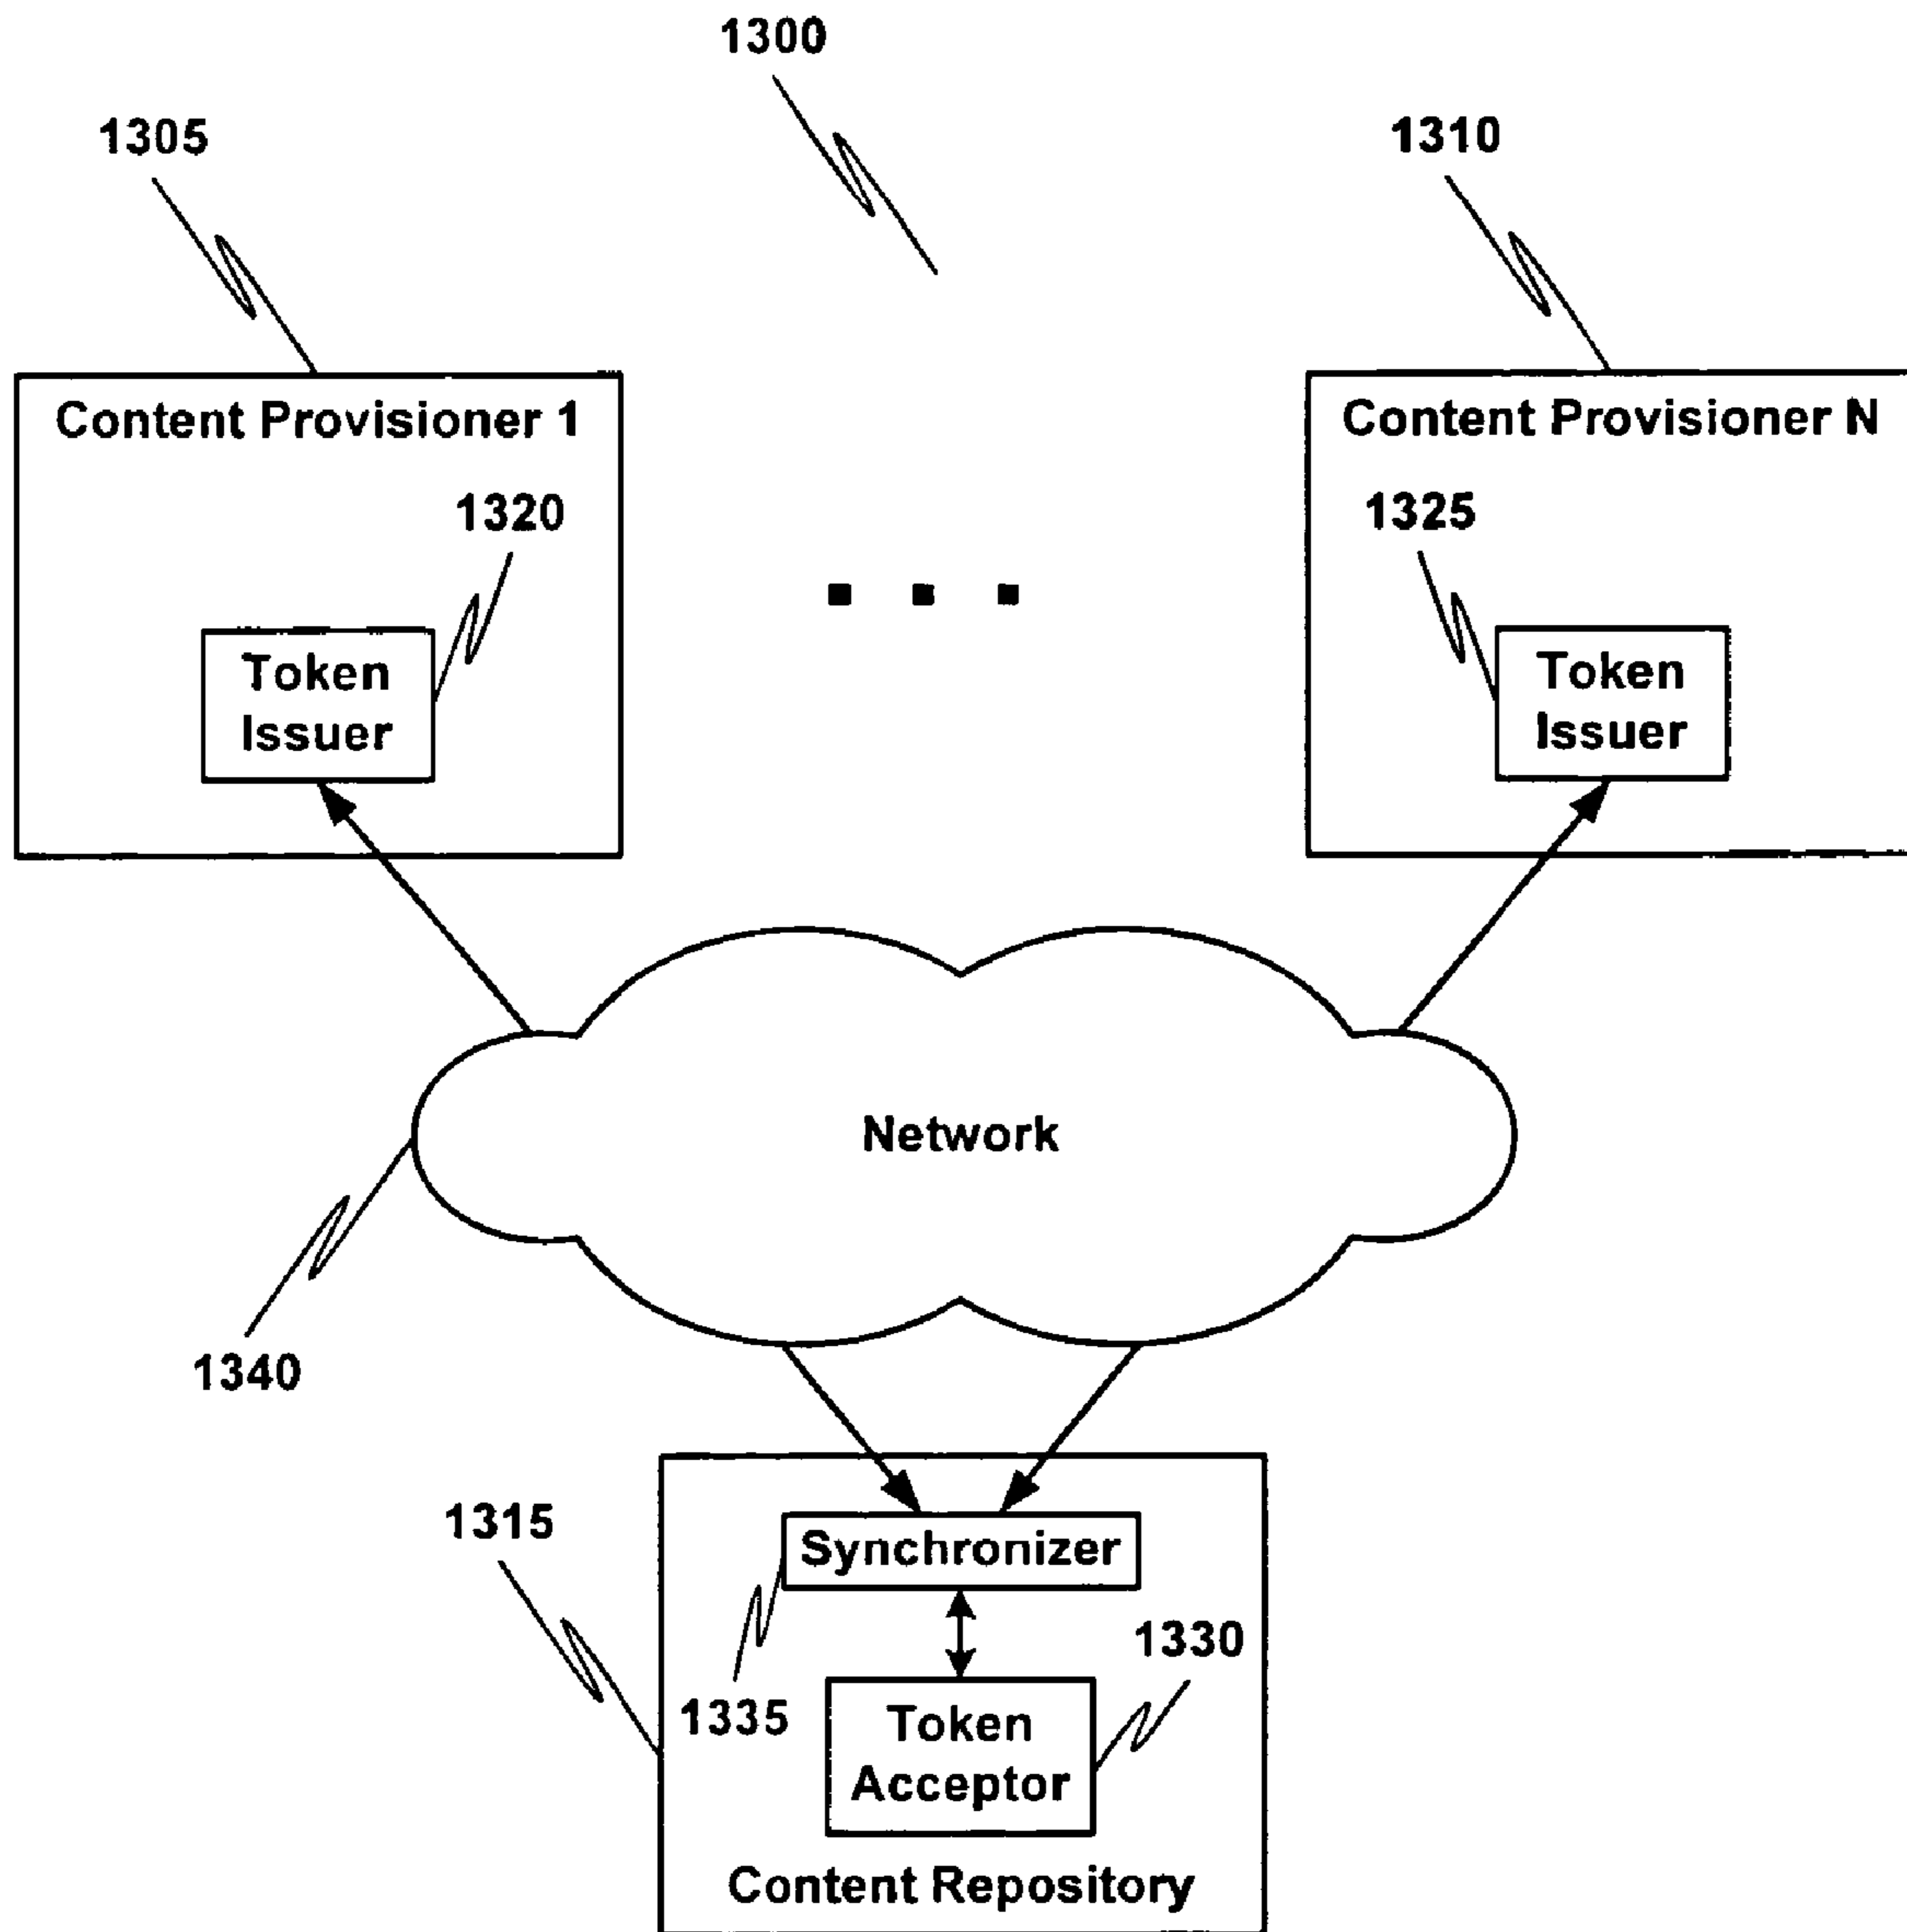 1300
1305
1310
Content Provisioner 1
Content Provisioner N
1320
1325
Token
Issuer
Token
Issuer
Network
1340
1315
Synchronizer
1330
1335
Token
Acceptor
Content Repository